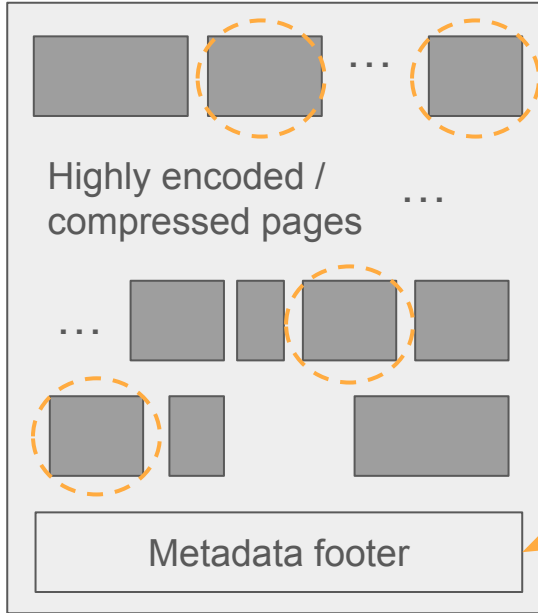 ...
Highly encoded /
compressed pages
...
...
Metadata footer